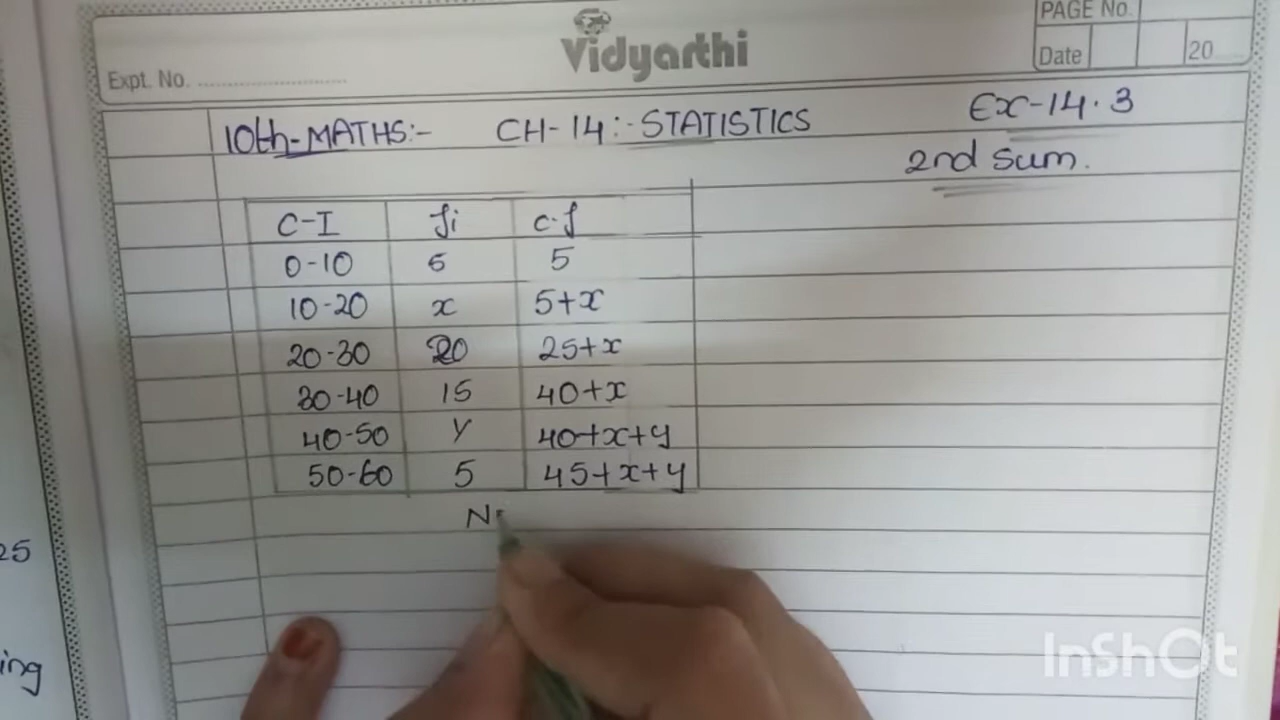 PAGE No.
Vidyarthi
Expt. No. ........................
Date 20
10th-MATHS:- CH-14:- STATISTICS Ex-14.3
2nd Sum.
C-I fi c.f
0-10 5 5
10-20 x 5+x
20-30 20 25+x
30-40 15 40+x
40-50 y 40+x+y
50-60 5 45+x+y
N
25
ing
InShOt